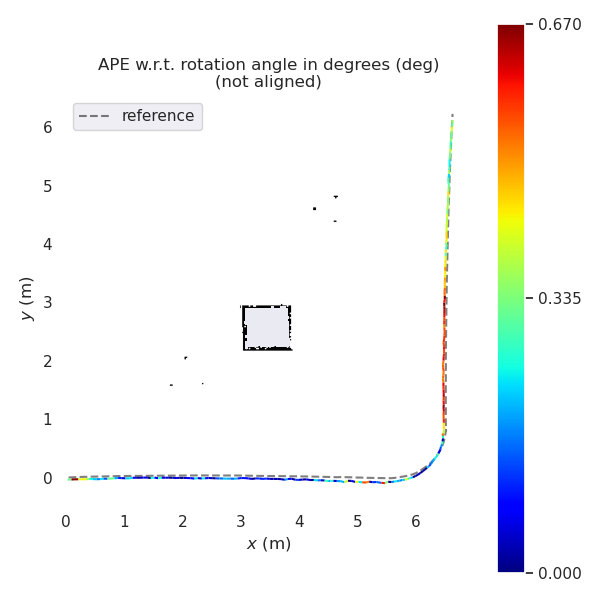 APE w.r.t. rotation angle in degrees (deg)
(not aligned)
reference
6
5
4
3
2
1
0
y (m)
0 1 2 3 4 5 6
x (m)
0.670
0.335
0.000